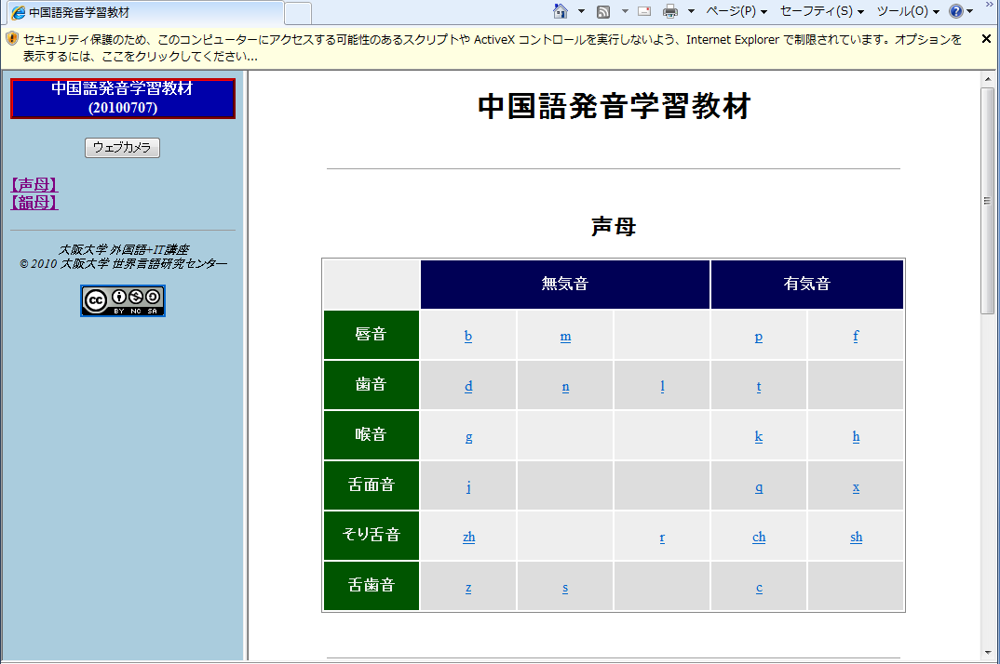 中国語発音学習教材
ページ(P)
セーフティ(S)
ツール(O)
セキュリティ保護のため、このコンピューターにアクセスする可能性のあるスクリプトや ActiveX コントロールを実行しないよう、Internet Explorer で制限されています。オプションを
表示するには、ここをクリックしてください...
中国語発音学習教材
(20100707)
ウェブカメラ
【声母】
【韻母】
大阪大学 外国語+IT講座
© 2010 大阪大学 世界言語研究センター
cc
BY NC SA
中国語発音学習教材
声母
無気音 有気音
唇音 b m p f
歯音 d n l t
喉音 g k h
舌面音 j q x
そり舌音 zh r ch sh
舌歯音 z s c